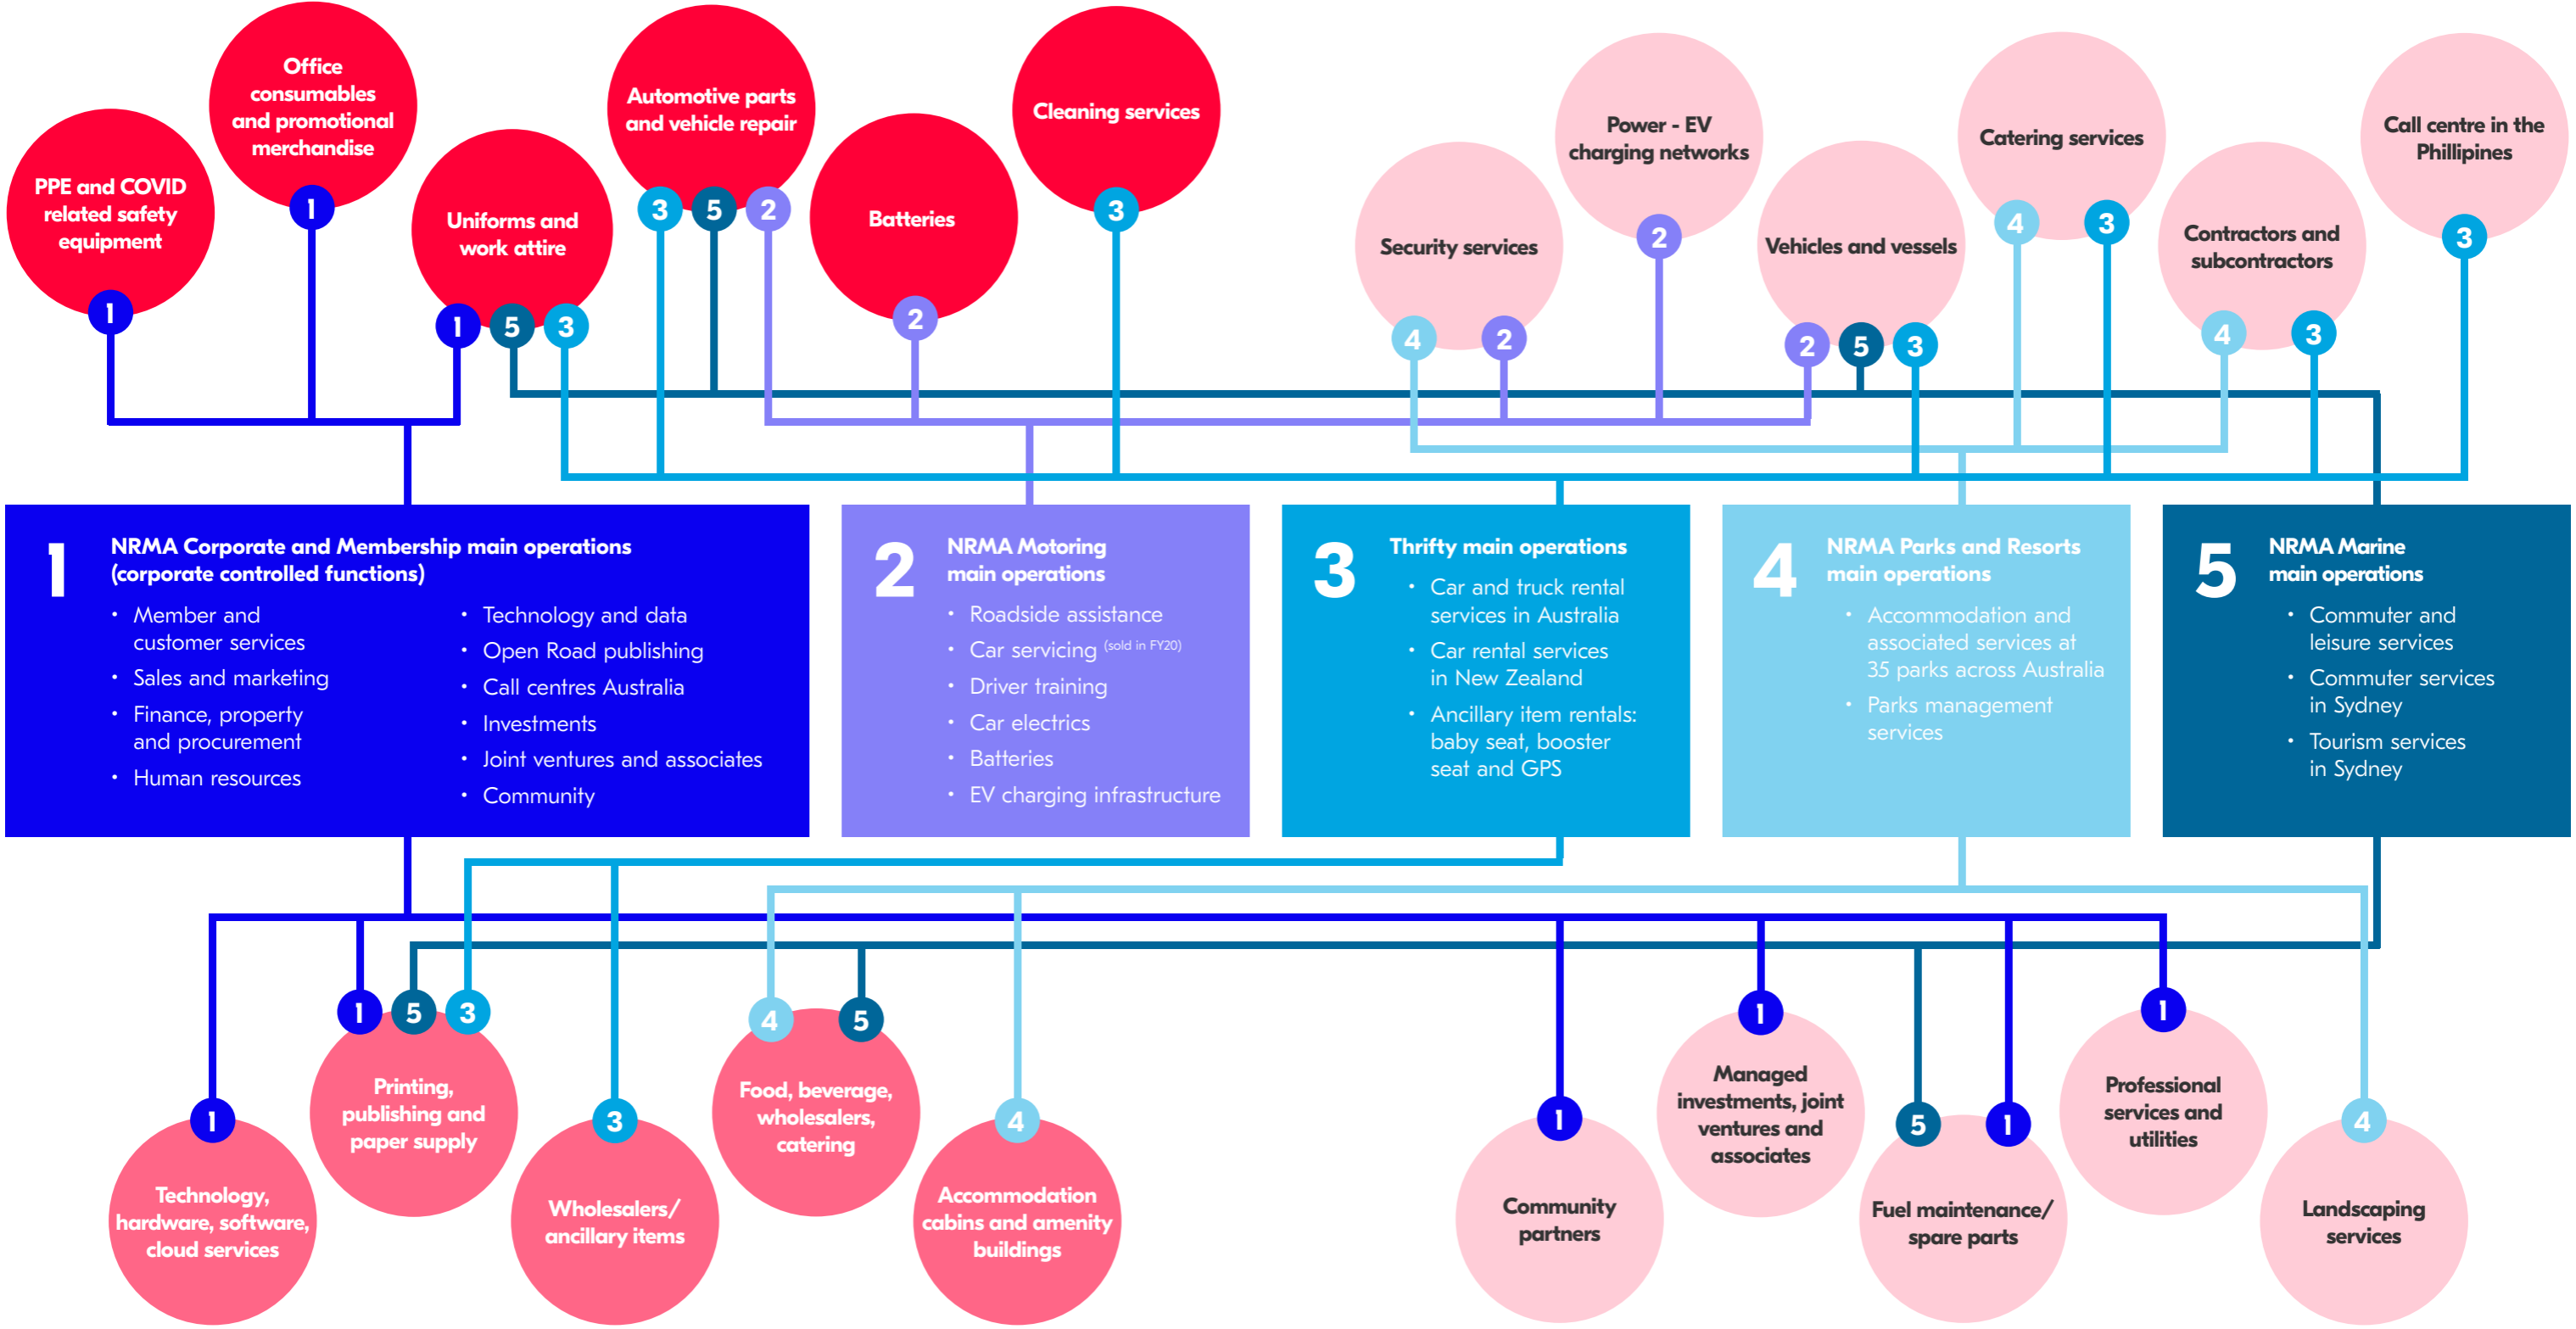 Office
consumables
and promotional
merchandise
1
PPE and COVID
related safety
equipment
1
Uniforms and
work attire
1 5 3
Automotive parts
and vehicle repair
3 5 2
Batteries
2
Cleaning services
3
Security services
4 2
Power - EV
charging networks
2
Vehicles and vessels
2 5 3
Catering services
4 3
Contractors and
subcontractors
4 3
Call centre in the
Phillipines
3
1
NRMA Corporate and Membership main operations
(corporate controlled functions)
• Member and
customer services
• Sales and marketing
• Finance, property
and procurement
• Human resources
• Technology and data
• Open Road publishing
• Call centres Australia
• Investments
• Joint ventures and associates
• Community
2
NRMA Motoring
main operations
• Roadside assistance
• Car servicing (sold in FY20)
• Driver training
• Car electrics
• Batteries
• EV charging infrastructure
3
Thrifty main operations
• Car and truck rental
services in Australia
• Car rental services
in New Zealand
• Ancillary item rentals:
baby seat, booster
seat and GPS
4
NRMA Parks and Resorts
main operations
• Accommodation and
associated services at
35 parks across Australia
• Parks management
services
5
NRMA Marine
main operations
• Commuter and
leisure services
• Commuter services
in Sydney
• Tourism services
in Sydney
1
Technology,
hardware, software,
cloud services
1 5 3
Printing,
publishing and
paper supply
3
Wholesalers/
ancillary items
4 5
Food, beverage,
wholesalers,
catering
4
Accommodation
cabins and amenity
buildings
1
Community
partners
1
Managed
investments, joint
ventures and
associates
5 1
Fuel maintenance/
spare parts
1
Professional
services and
utilities
4
Landscaping
services